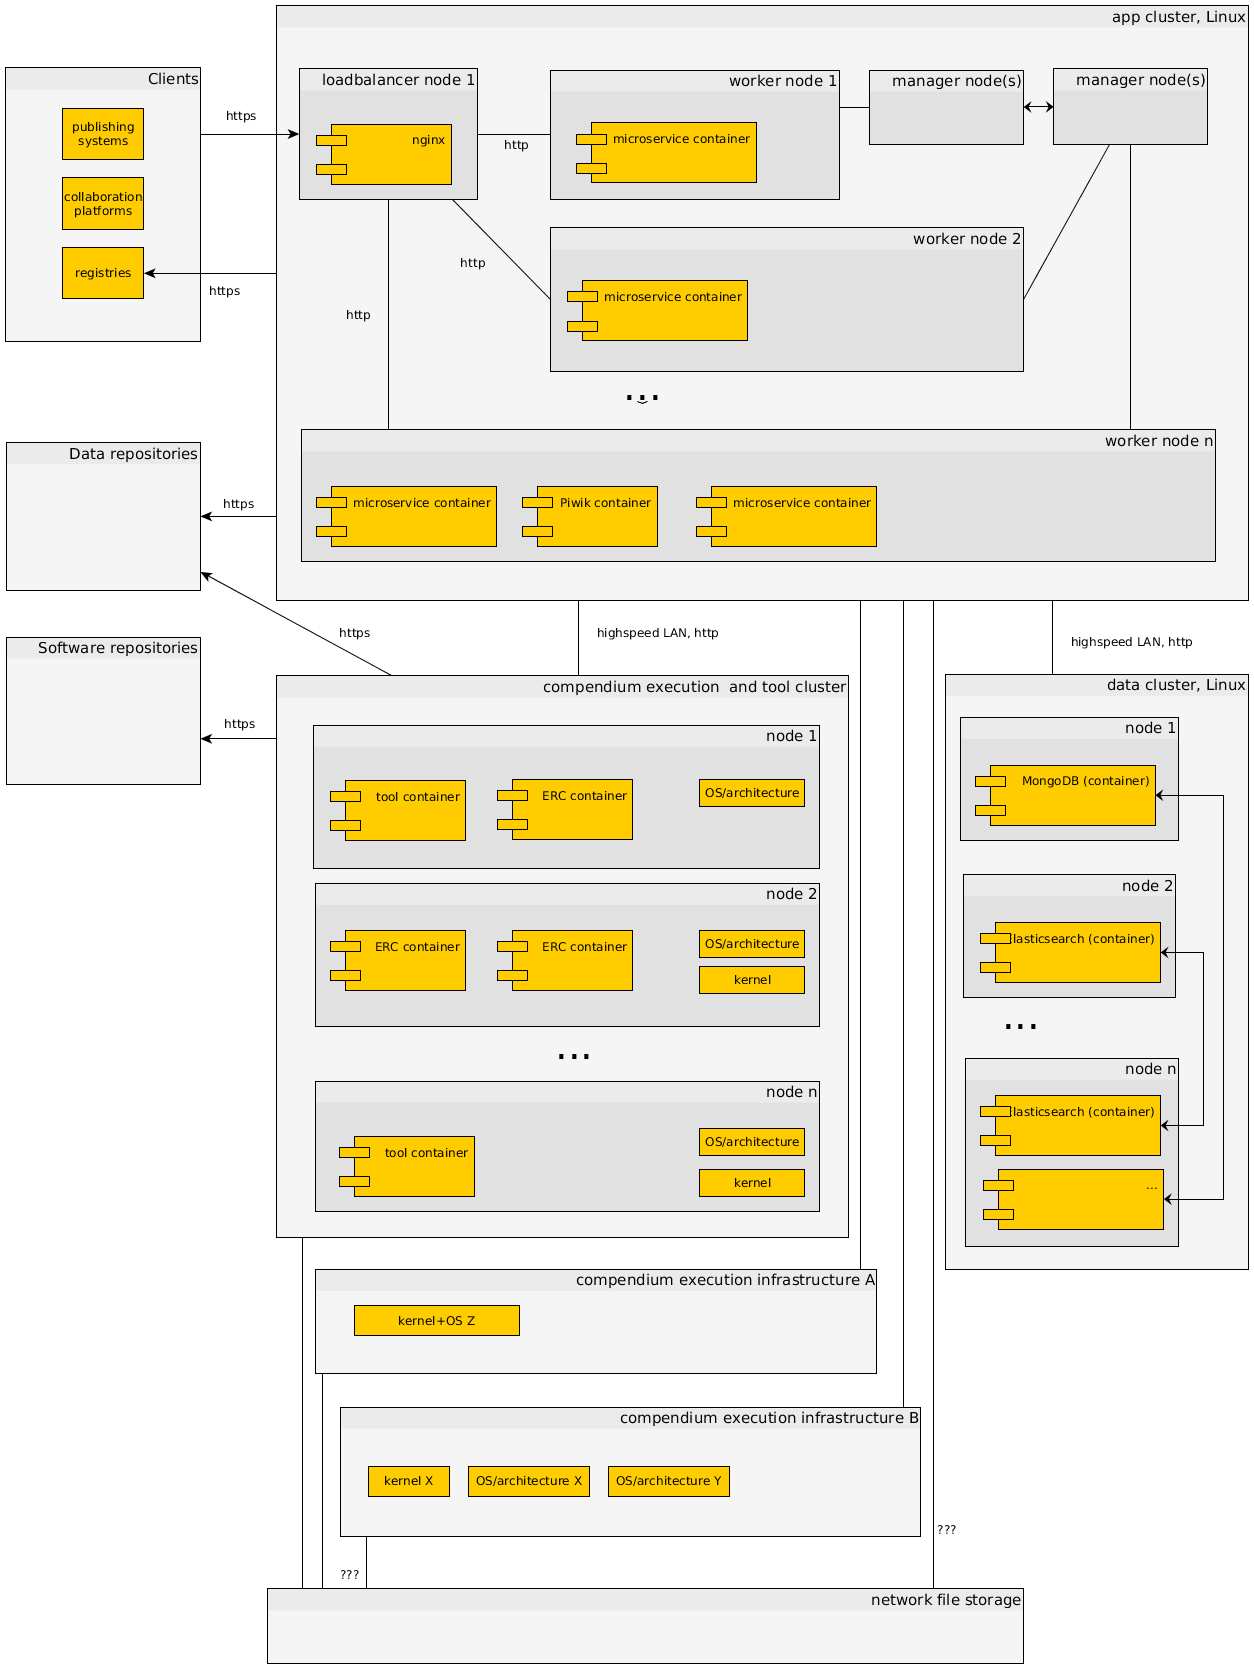 app cluster, Linux
Clients
publishing
systems
collaboration
platforms
registries
https
https
loadbalancer node 1
nginx
http
http
http
worker node 1
microservice container
manager node(s)
manager node(s)
worker node 2
microservice container
...
worker node n
microservice container
Piwik container
microservice container
Data repositories
https
https
Software repositories
https
highspeed LAN, http
highspeed LAN, http
compendium execution  and tool cluster
node 1
tool container
ERC container
OS/architecture
node 2
ERC container
ERC container
OS/architecture
kernel
...
node n
tool container
OS/architecture
kernel
data cluster, Linux
node 1
MongoDB (container)
node 2
lasticsearch (container)
...
node n
lasticsearch (container)
...
compendium execution infrastructure A
kernel+OS Z
compendium execution infrastructure B
kernel X
OS/architecture X
OS/architecture Y
???
???
network file storage